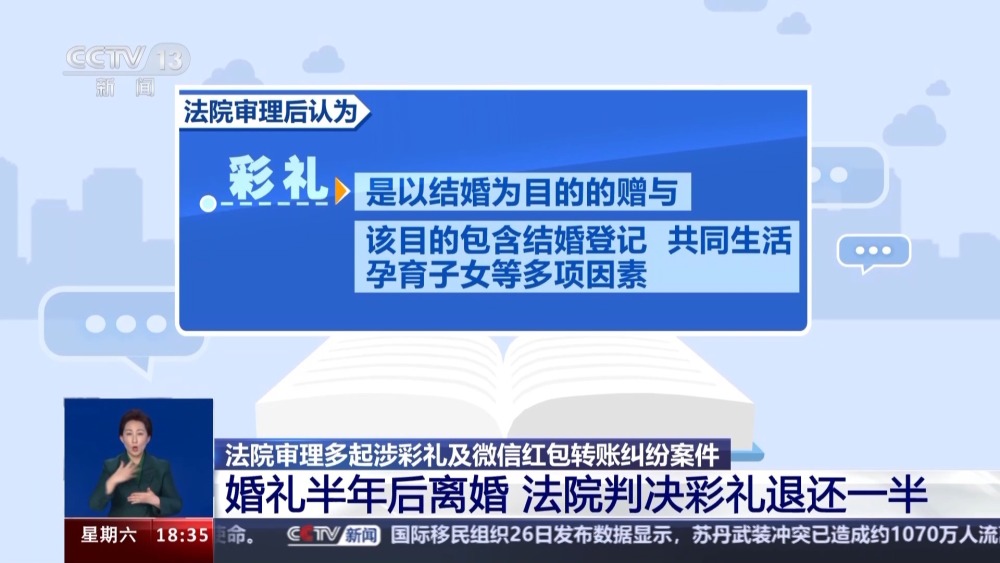 CCTV 13
新闻
法院审理后认为
彩礼
是以结婚为目的的赠与
该目的包含结婚登记 共同生活
孕育子女等多项因素
法院审理多起涉彩礼及微信红包转账纠纷案件
婚礼半年后离婚 法院判决彩礼退还一半
星期六 18:35
使命。 CCTV新闻 国际移民组织26日发布数据显示，苏丹武装冲突已造成约1070万人流